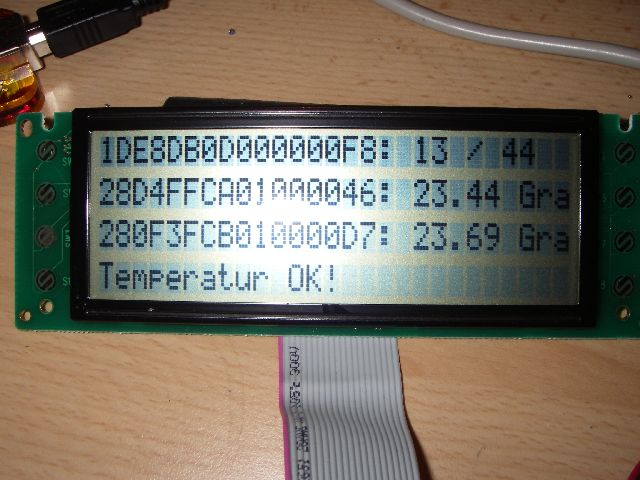 1DE8DB0D000000F8: 13 / 44
28D4FFCA01000046: 23.44 Gra
280F3FCB010000D7: 23.69 Gra
Temperatur OK!